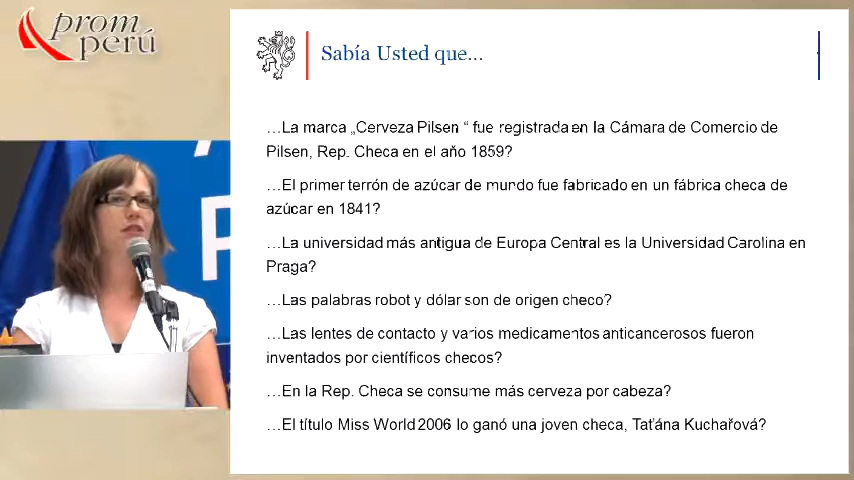 prom
perú
Sabía Usted que...
…La marca „Cerveza Pilsen “ fue registrada en la Cámara de Comercio de
Pilsen, Rep. Checa en el año 1859?
…El primer terrón de azúcar de mundo fue fabricado en un fábrica checa de
azúcar en 1841?
…La universidad más antigua de Europa Central es la Universidad Carolina en
Praga?
…Las palabras robot y dólar son de origen checo?
…Las lentes de contacto y varios medicamentos anticancerosos fueron
inventados por científicos checos?
…En la Rep. Checa se consume más cerveza por cabeza?
…El título Miss World 2006 lo ganó una joven checa, Taťána Kuchařová?